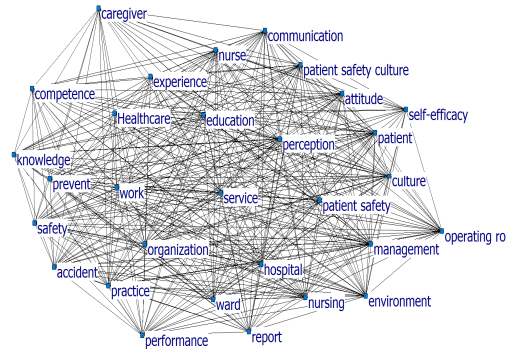 caregiver
communication
nurse
patient safety culture
experience
competence
attitude
self-efficacy
Healthcare
education
patient
perception
knowledge
prevent
culture
work
service
patient safety
safety
operating ro
organization
management
accident
hospital
practice
ward
nursing
environment
performance
report